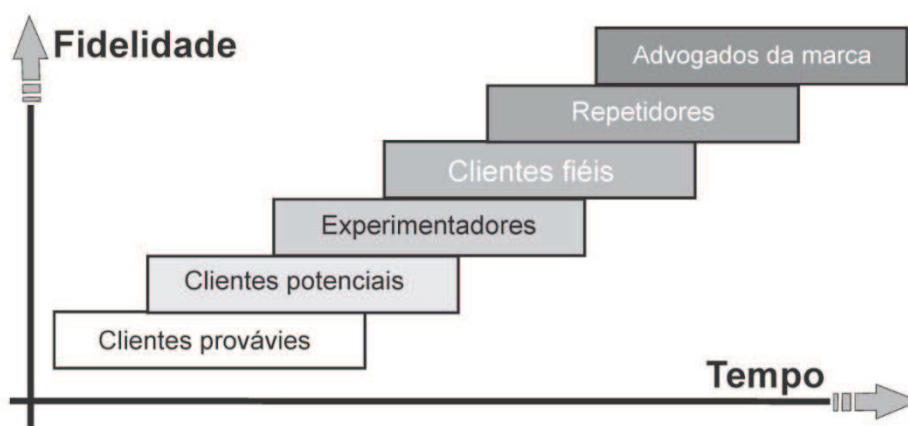 Fidelidade
Advogados da marca
Repetidores
Clientes fiéis
Experimentadores
Clientes potenciais
Clientes provávies
Tempo